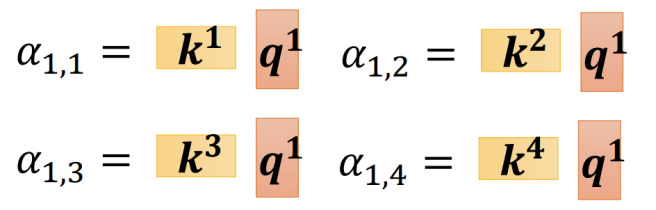 α₁,₁ = k¹ q¹ α₁,₂ = k² q¹
α₁,₃ = k³ q¹ α₁,₄ = k⁴ q¹